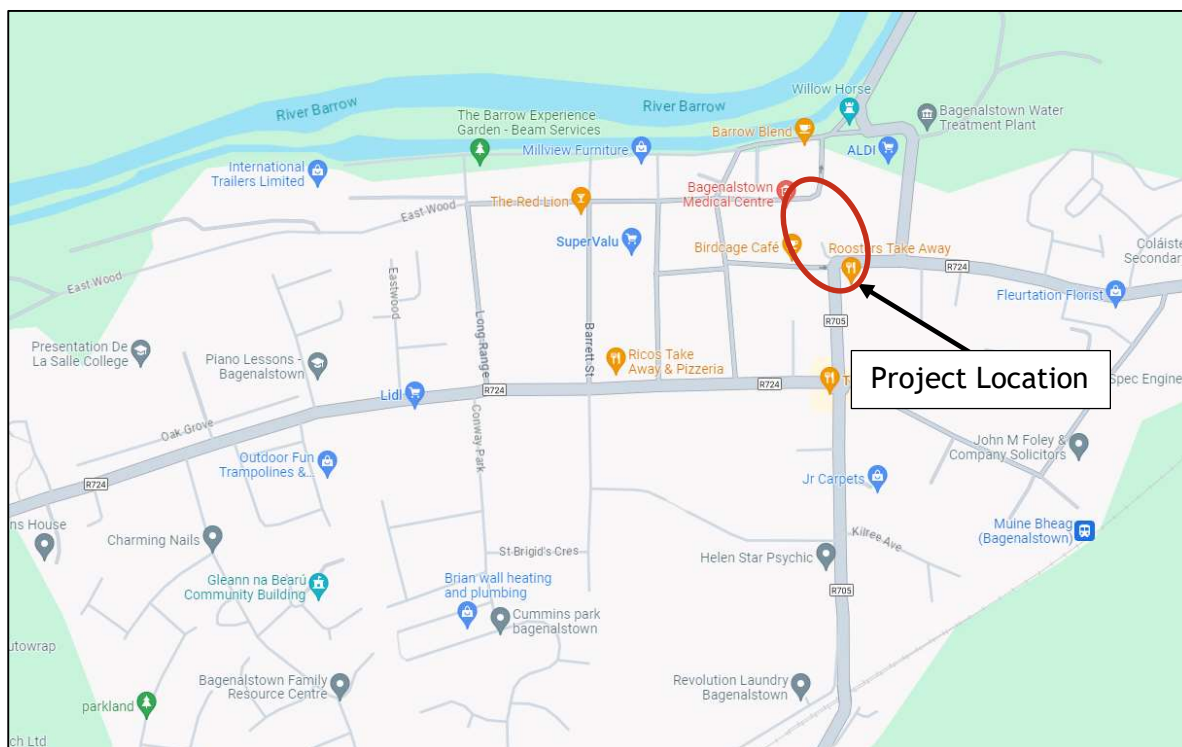 River Barrow
River Barrow
Willow Horse
The Barrow Experience
Garden - Beam Services
Barrow Blend
Bagenalstown Water
Treatment Plant
Millview Furniture
ALDI
International
Trailers Limited
Bagenalstown
Medical Centre
East Wood
The Red Lion
SuperValu
Birdcage Café
Roosters Take Away
Coláiste
Secondar
R724
East Wood
Eastwood
Fleurtation Florist
Long Range
Barrett St
R705
Presentation De
La Salle College
Piano Lessons -
Bagenalstown
Ricos Take
Away & Pizzeria
Project Location
Spec Engine
R724
R724
T
Lidl
Oak Grove
Conway Park
John M Foley &
Company Solicitors
Outdoor Fun
Trampolines &...
Jr Carpets
R724
ns House
Muine Bheag
(Bagenalstown)
Charming Nails
Kilree Ave
St Brigid's Cres
Helen Star Psychic
Gleann na Bearú
Community Building
Brian wall heating
and plumbing
R705
Cummins park
bagenalstown
utowrap
Bagenalstown Family
Resource Centre
Revolution Laundry
Bagenalstown
parkland
ch Ltd